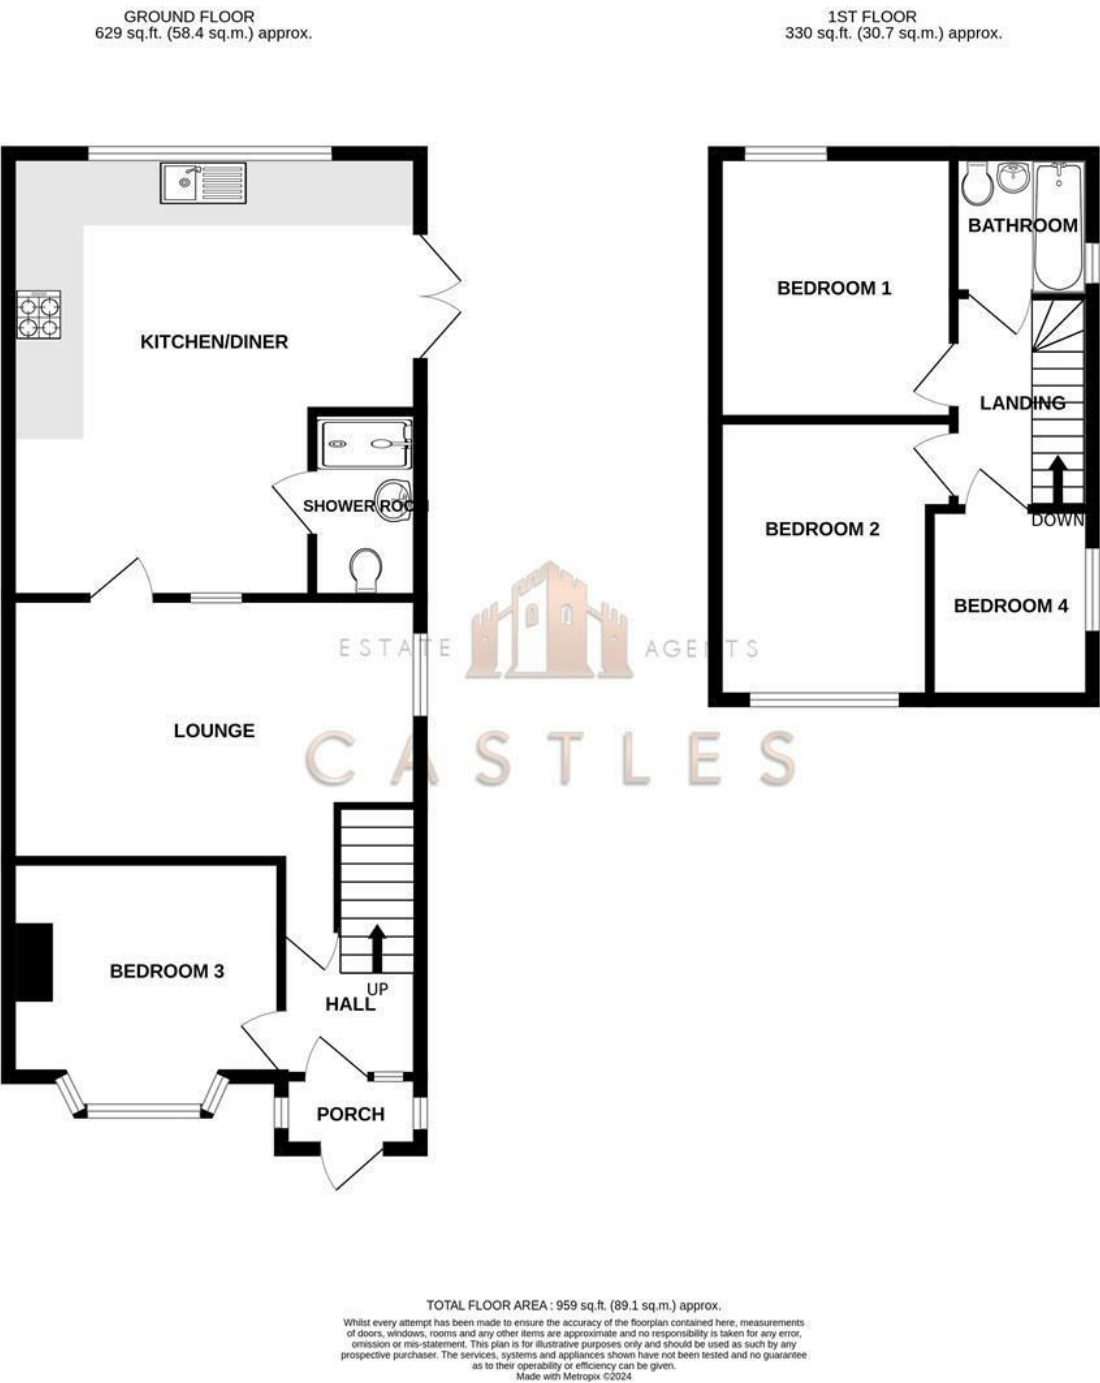 GROUND FLOOR
629 sq.ft. (58.4 sq.m.) approx.
1ST FLOOR
330 sq.ft. (30.7 sq.m.) approx.
KITCHEN/DINER
SHOWER ROOM
LOUNGE
BEDROOM 3
UP
HALL
PORCH
BATHROOM
BEDROOM 1
LANDING
DOWN
BEDROOM 2
BEDROOM 4
ESTATE AGENTS
CASTLES
TOTAL FLOOR AREA : 959 sq.ft. (89.1 sq.m.) approx.
Whilst every attempt has been made to ensure the accuracy of the floorplan contained here, measurements
of doors, windows, rooms and any other items are approximate and no responsibility is taken for any error,
omission or mis-statement. This plan is for illustrative purposes only and should be used as such by any
prospective purchaser. The services, systems and appliances shown have not been tested and no guarantee
as to their operability or efficiency can be given.
Made with Metropix ©2024